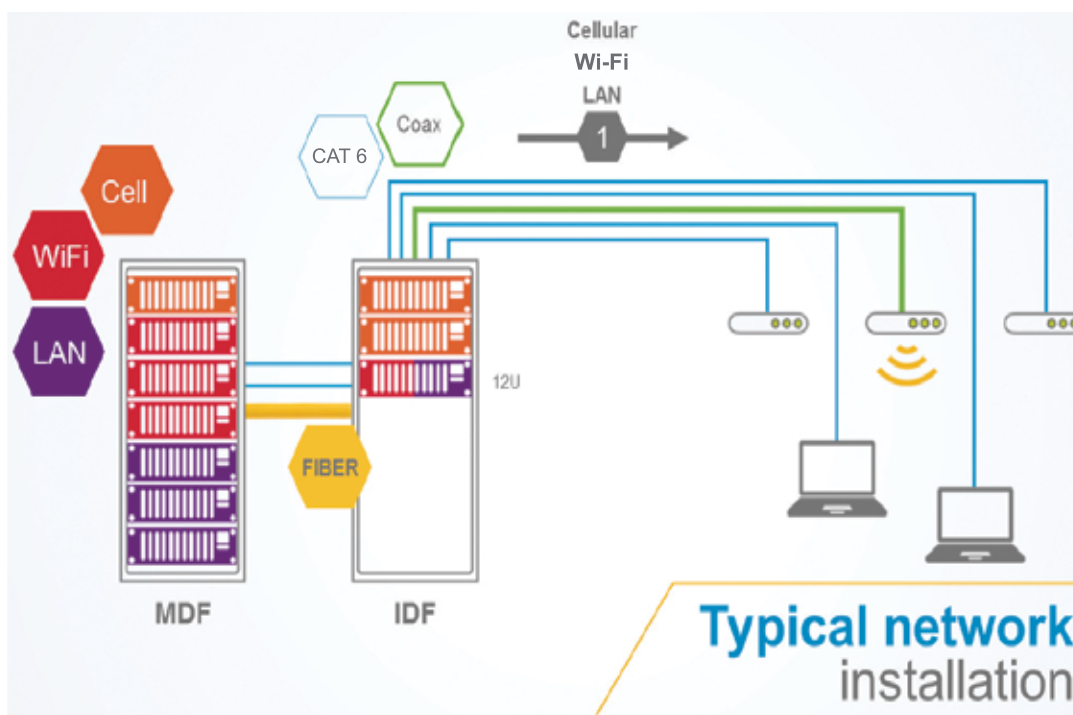 Cellular
Wi-Fi
LAN
1
Coax
CAT 6
Cell
WiFi
LAN
12U
FIBER
MDF
IDF
Typical network
installation